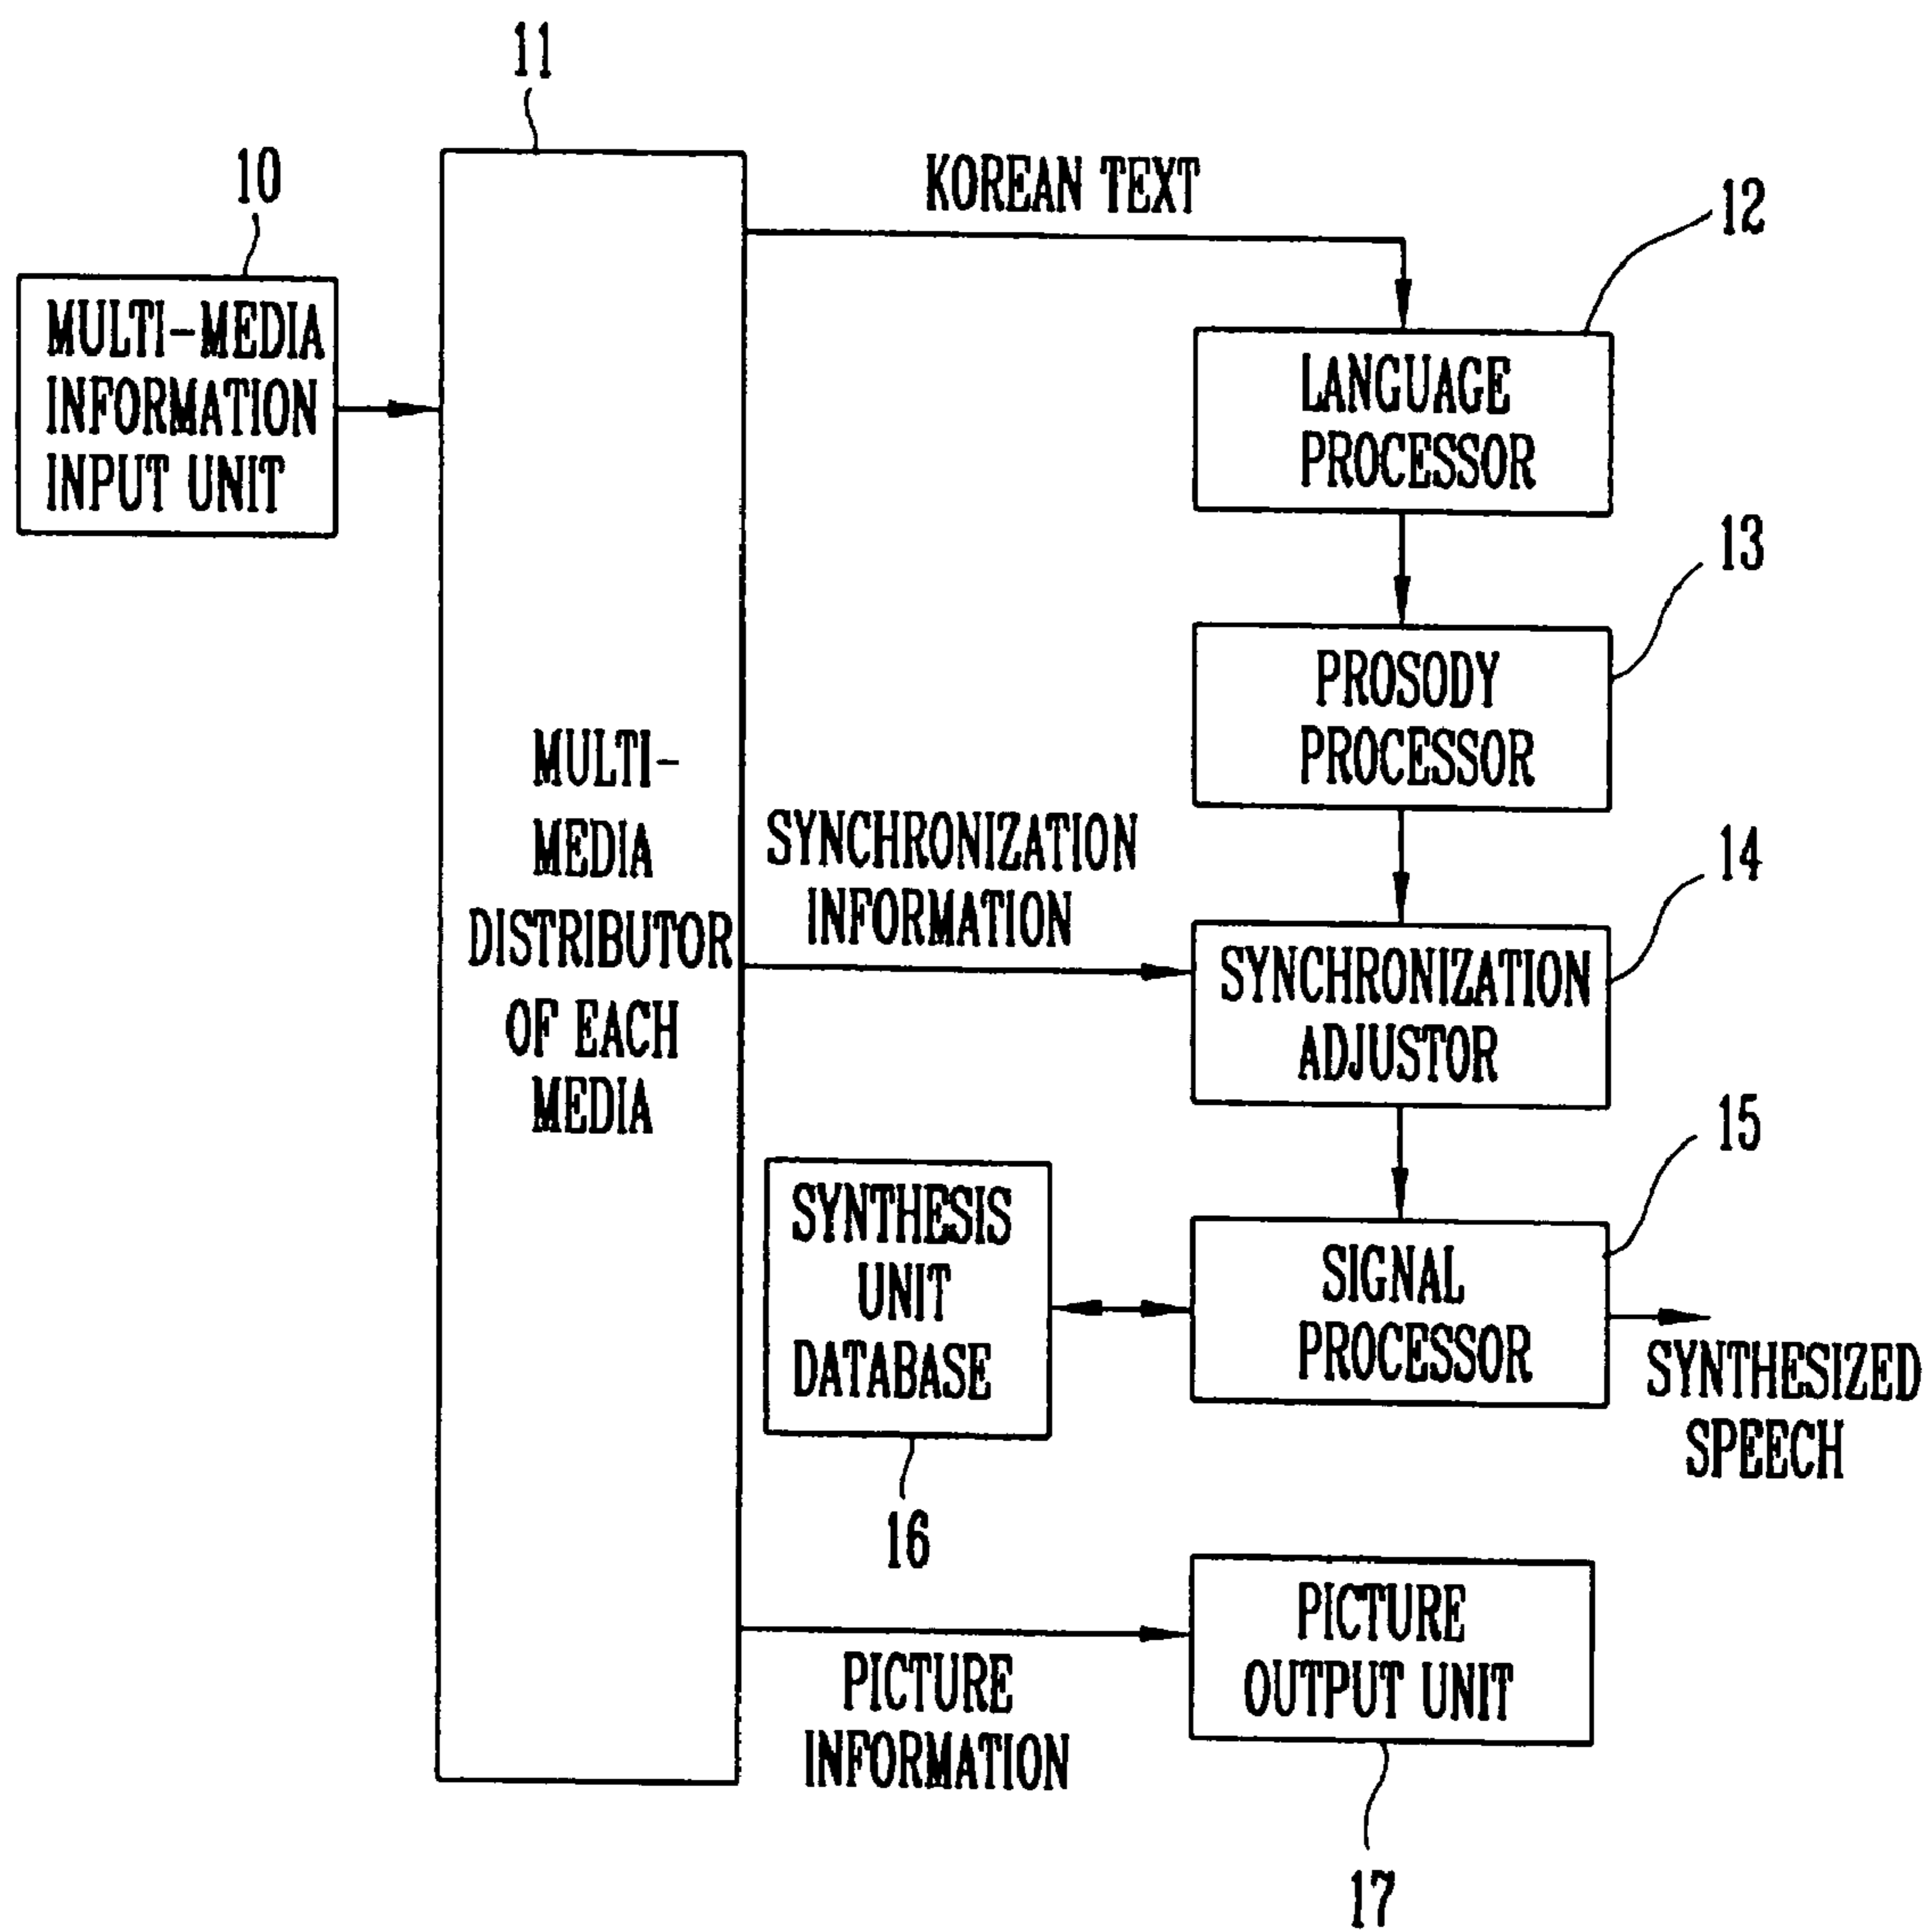 11
10
MULTI-MEDIA
INFORMATION
INPUT UNIT
MULTI-
MEDIA
DISTRIBUTOR
OF EACH
MEDIA
KOREAN TEXT
12
LANGUAGE
PROCESSOR
13
PROSODY
PROCESSOR
SYNCHRONIZATION
INFORMATION
14
SYNCHRONIZATION
ADJUSTOR
15
SYNTHESIS
UNIT
DATABASE
16
SIGNAL
PROCESSOR
SYNTHESIZED
SPEECH
PICTURE
INFORMATION
PICTURE
OUTPUT UNIT
17